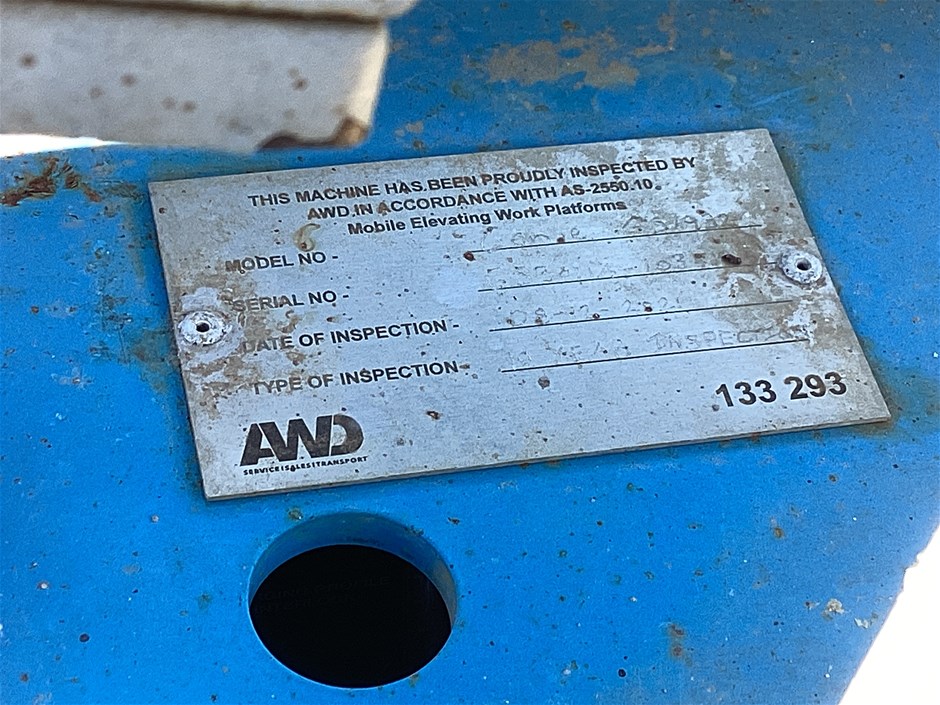 THIS MACHINE HAS BEEN PROUDLY INSPECTED BY
AWD IN ACCORDANCE WITH AS-2550.10
Mobile Elevating Work Platforms
MODEL NO -
SERIAL NO -
DATE OF INSPECTION -
TYPE OF INSPECTION - INSPECTION
133 293
AWD
SERVICE|SALES|TRANSPORT